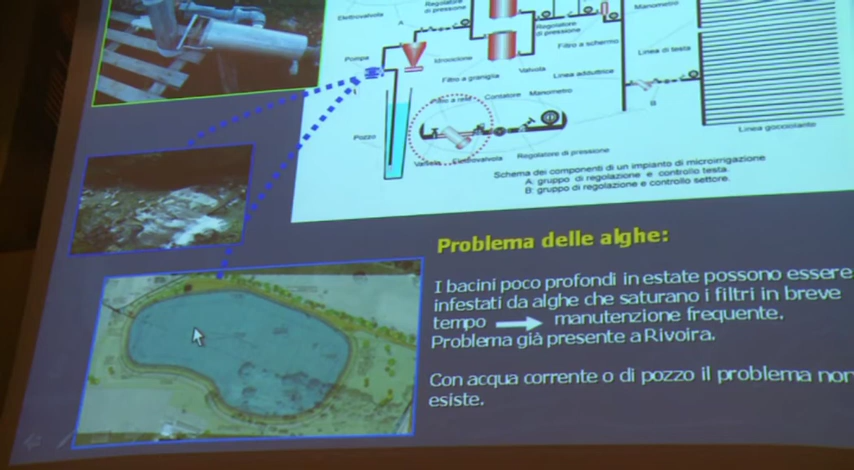 Elettrovalvola
Regolatore
di pressione
A
Regolatore
di pressione
Manometro
Pompa
Idrociclone
Filtro a schermo
Linea di testa
Filtro a graniglia
Valvola
Linea adduttrice
Filtro a rete
Contatore
Manometro
B
Pozzo
Linea gocciolante
Valvola
Elettrovalvola
Regolatore di pressione
Schema dei componenti di un impianto di microirrigazione
A: gruppo di regolazione e controllo testa.
B: gruppo di regolazione e controllo settore.
Problema delle alghe:
I bacini poco profondi in estate possono essere
infestati da alghe che saturano i filtri in breve
tempo manutenzione frequente.
Problema già presente a Rivoira.
Con acqua corrente o di pozzo il problema non
esiste.